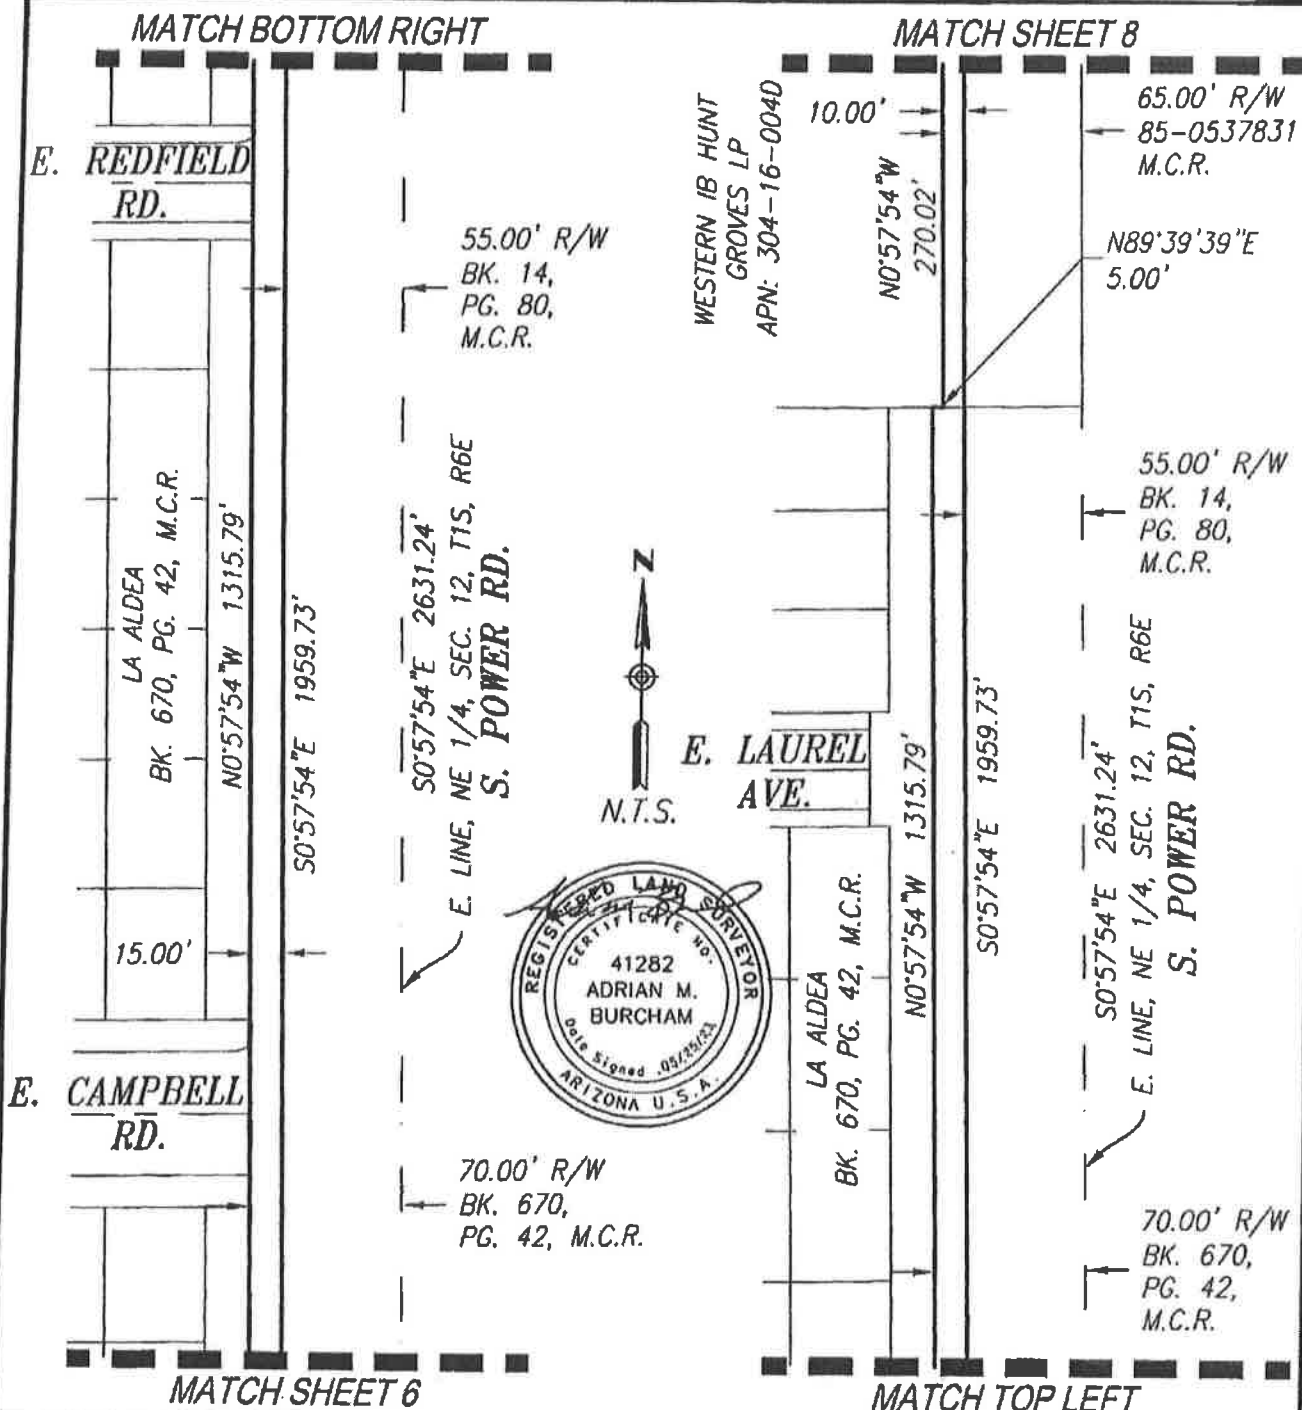 MATCH BOTTOM RIGHT
E. REDFIELD
RD.
55.00' R/W
BK. 14,
PG. 80,
M.C.R.
LA ALDEA
BK. 670, PG. 42, M.C.R.
N0°57'54"W 1315.79'
S0°57'54"E 1959.73'
S0°57'54"E 2631.24'
E. LINE, NE 1/4, SEC. 12, T1S, R6E
S. POWER RD.
15.00'
E. CAMPBELL
RD.
70.00' R/W
BK. 670,
PG. 42, M.C.R.
MATCH SHEET 6
N
N.T.S.
REGISTERED LAND SURVEYOR
CERTIFICATE NO.
41282
ADRIAN M.
BURCHAM
Date Signed
ARIZONA U.S.A.
MATCH SHEET 8
WESTERN IB HUNT
GROVES LP
APN: 304-16-004D
10.00'
N0°57'54"W
270.02'
65.00' R/W
85-0537831
M.C.R.
N89°39'39"E
5.00'
55.00' R/W
BK. 14,
PG. 80,
M.C.R.
E. LAUREL
AVE.
LA ALDEA
BK. 670, PG. 42, M.C.R.
N0°57'54"W 1315.79'
S0°57'54"E 1959.73'
S0°57'54"E 2631.24'
E. LINE, NE 1/4, SEC. 12, T1S, R6E
S. POWER RD.
70.00' R/W
BK. 670,
PG. 42,
M.C.R.
MATCH TOP LEFT